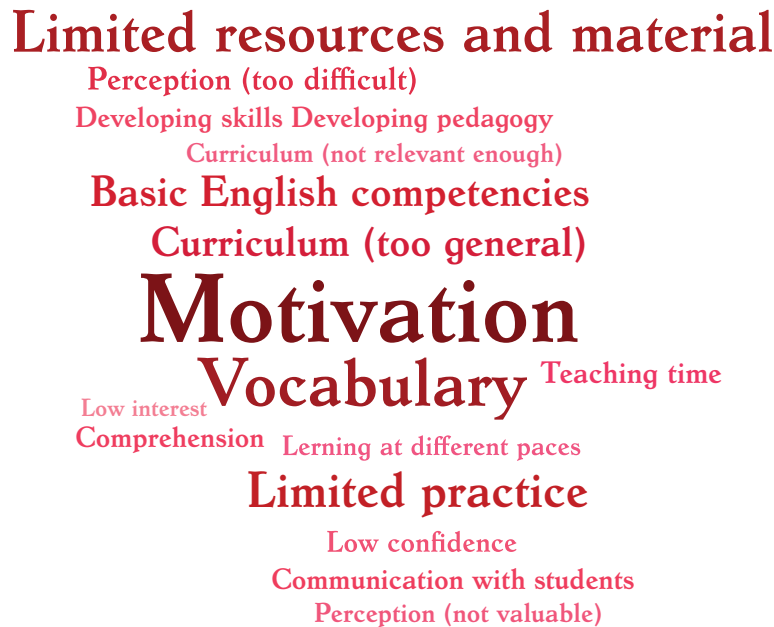 Limited resources and material
Perception (too difficult)
Developing skills Developing pedagogy
Curriculum (not relevant enough)
Basic English competencies
Curriculum (too general)
Motivation
Vocabulary
Teaching time
Low interest
Comprehension
Lerning at different paces
Limited practice
Low confidence
Communication with students
Perception (not valuable)